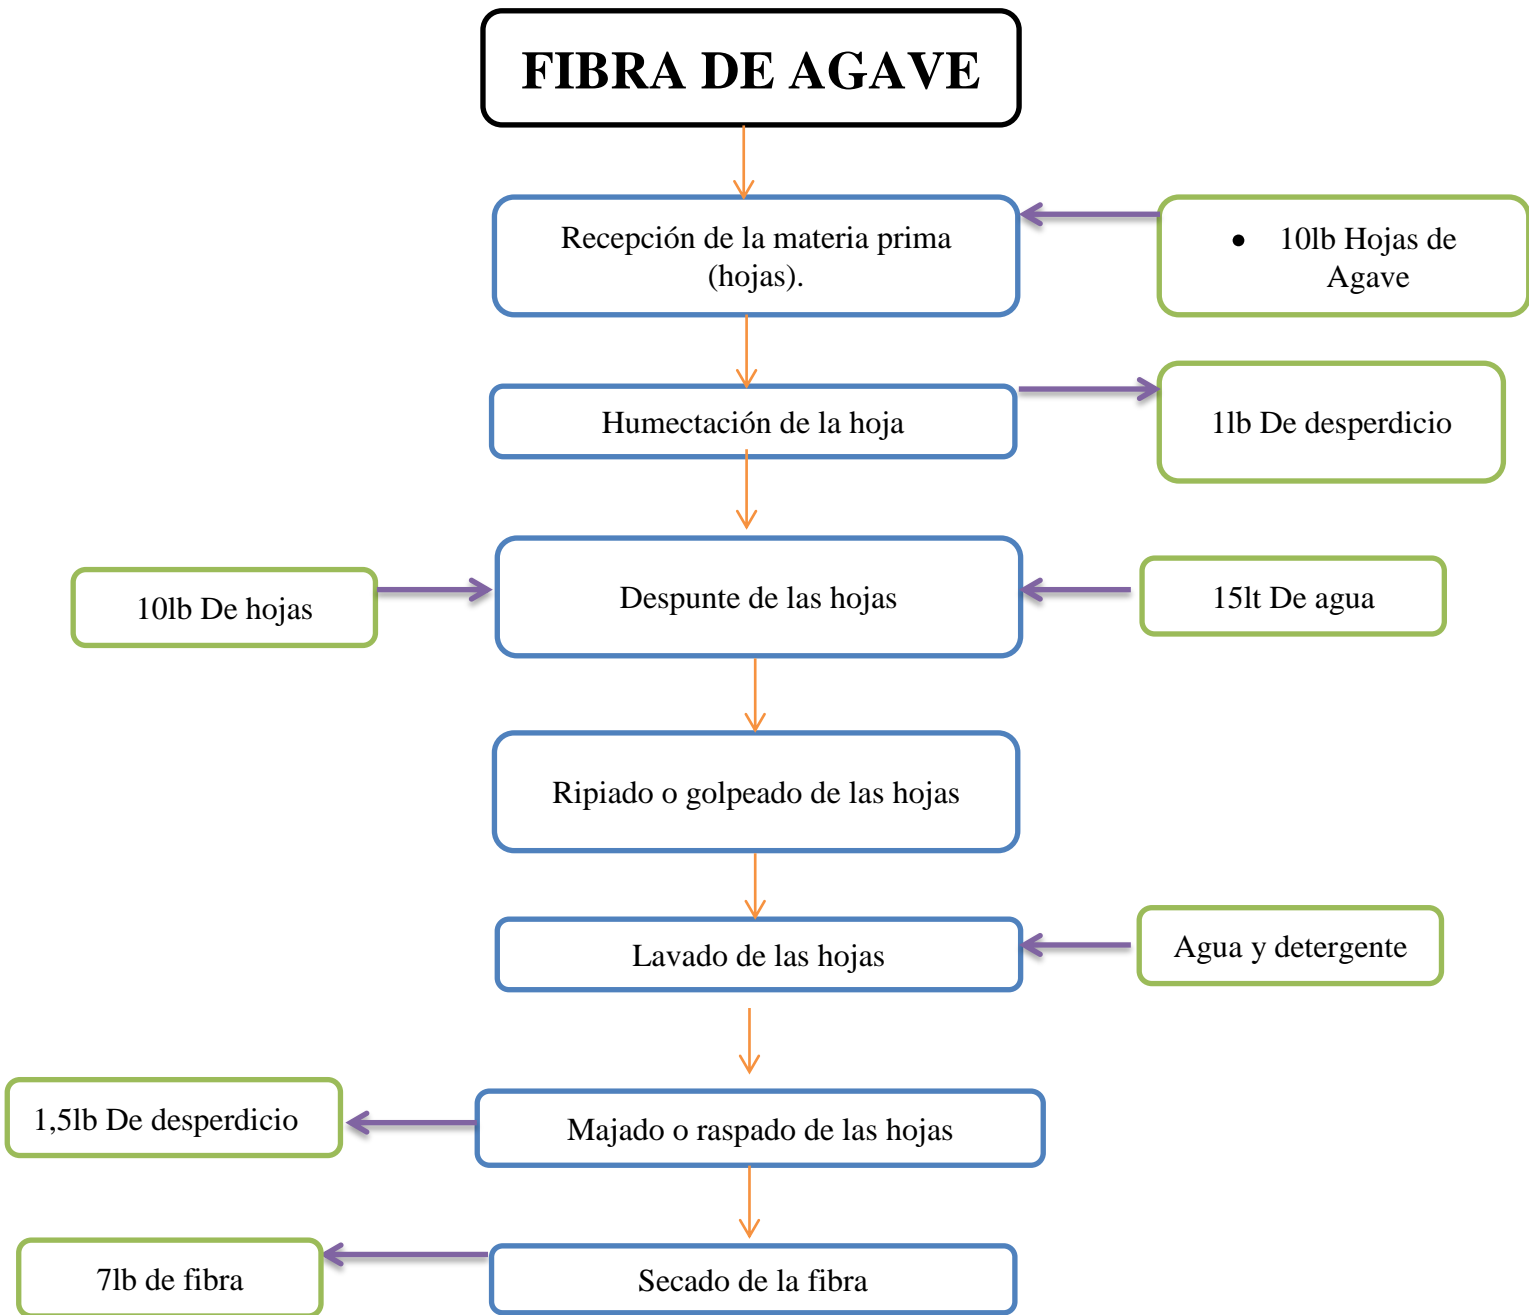 FIBRA DE AGAVE
Recepción de la materia prima
(hojas).
• 10lb Hojas de
Agave
Humectación de la hoja
1lb De desperdicio
10lb De hojas
Despunte de las hojas
15lt De agua
Ripiado o golpeado de las hojas
Lavado de las hojas
Agua y detergente
1,5lb De desperdicio
Majado o raspado de las hojas
7lb de fibra
Secado de la fibra